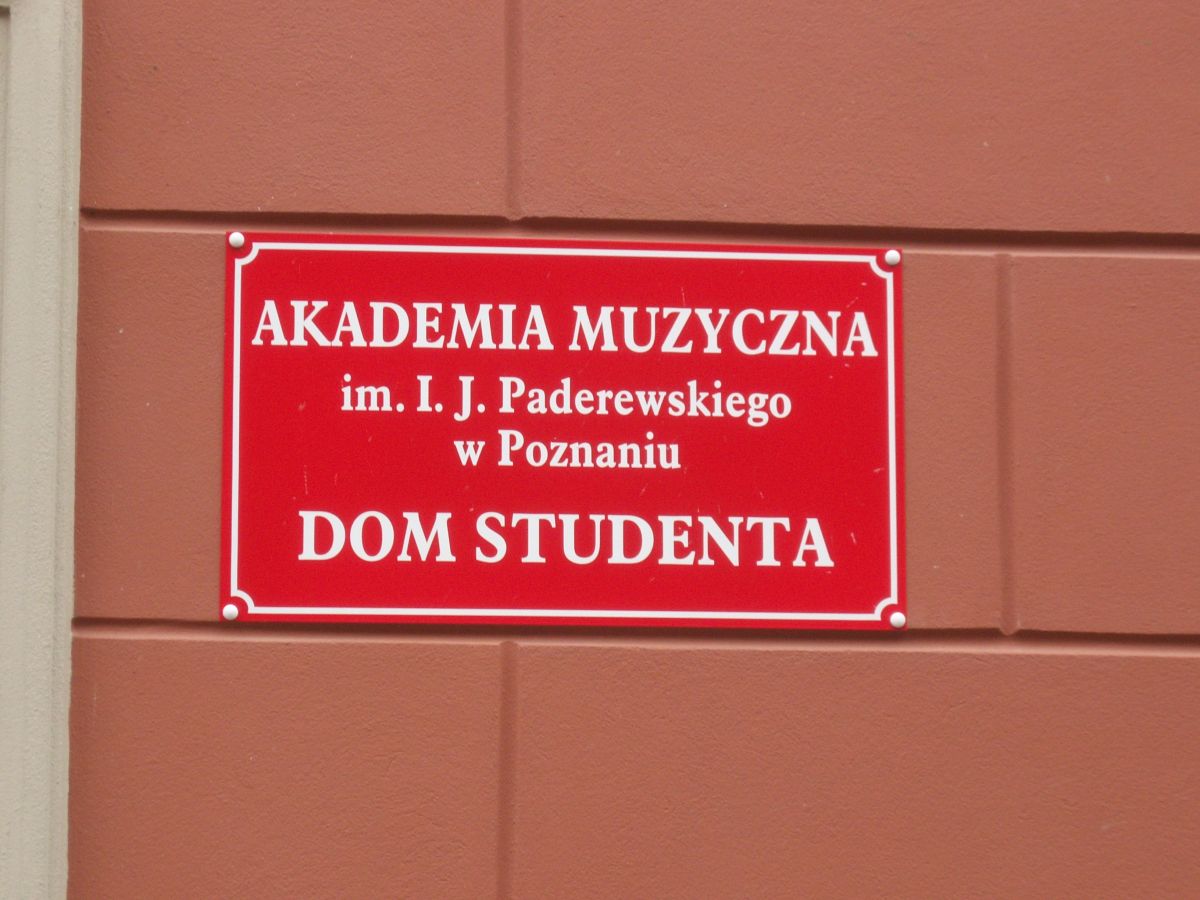 AKADEMIA MUZYCZNA
im. I. J. Paderewskiego
w Poznaniu
DOM STUDENTA